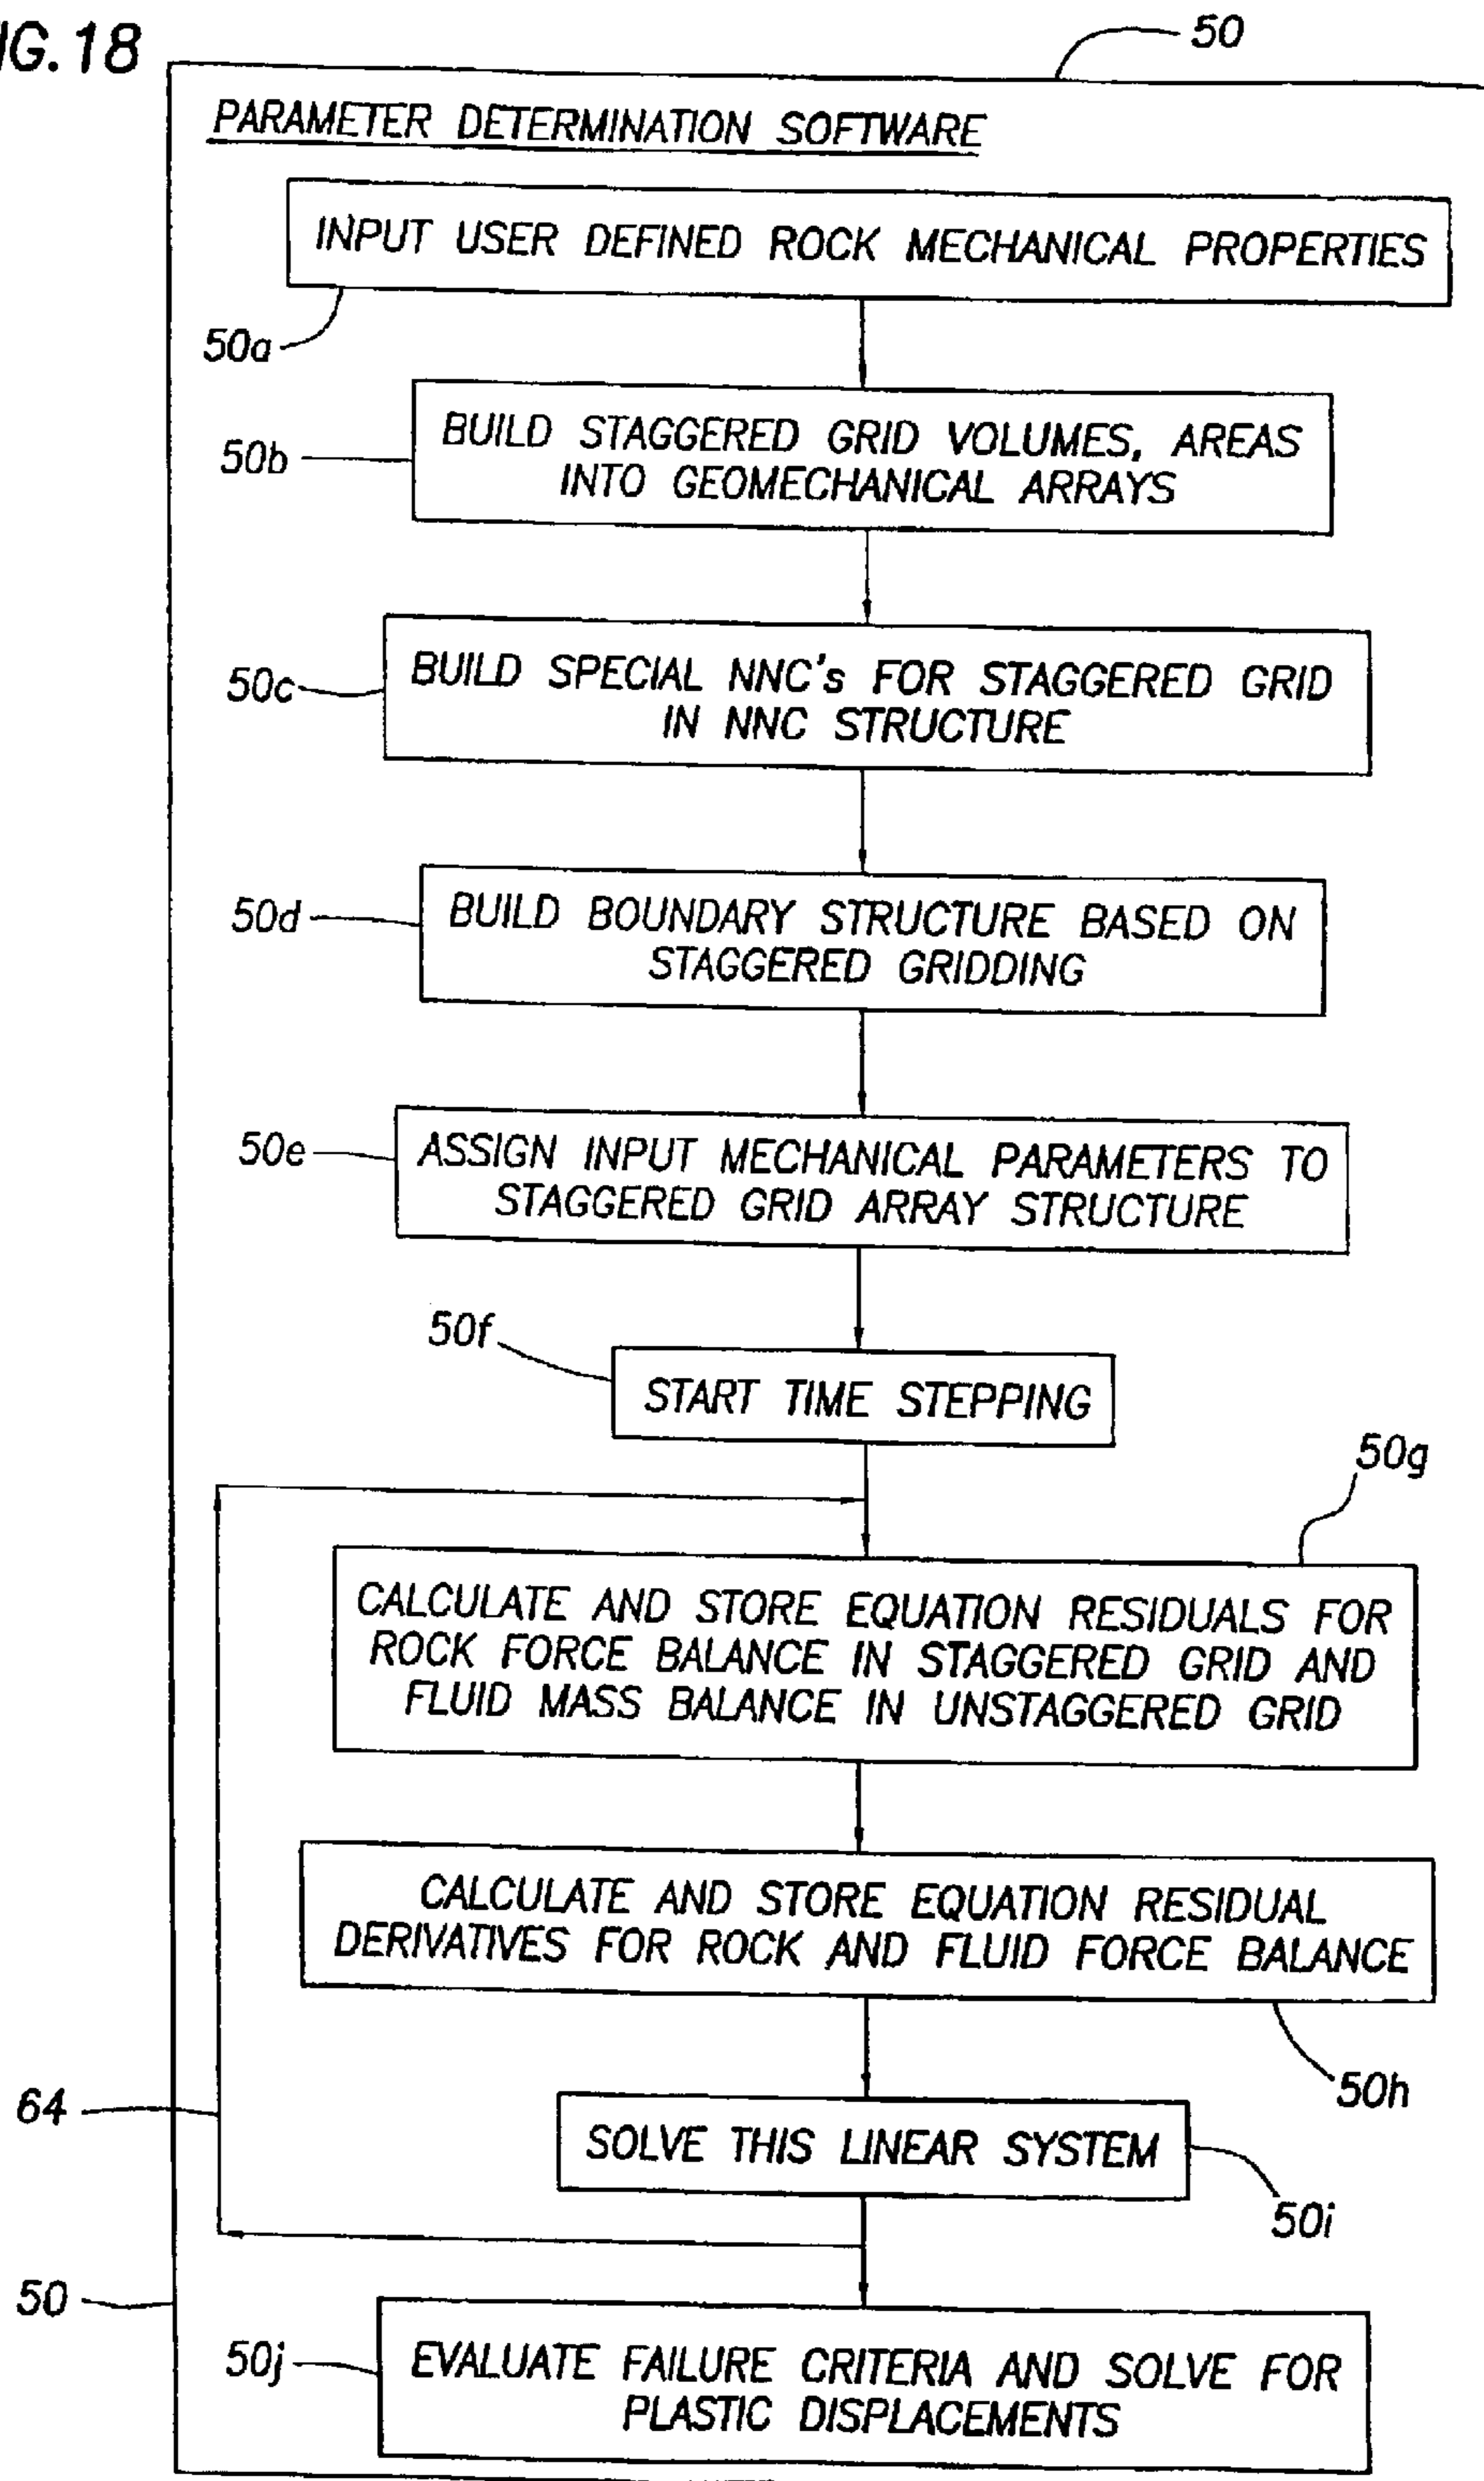 IG. 18
50
PARAMETER DETERMINATION SOFTWARE
INPUT USER DEFINED ROCK MECHANICAL PROPERTIES
50a
BUILD STAGGERED GRID VOLUMES, AREAS
INTO GEOMECHANICAL ARRAYS
50b
BUILD SPECIAL NNC's FOR STAGGERED GRID
IN NNC STRUCTURE
50c
BUILD BOUNDARY STRUCTURE BASED ON
STAGGERED GRIDDING
50d
ASSIGN INPUT MECHANICAL PARAMETERS TO
STAGGERED GRID ARRAY STRUCTURE
50e
50f
START TIME STEPPING
50g
CALCULATE AND STORE EQUATION RESIDUALS FOR
ROCK FORCE BALANCE IN STAGGERED GRID AND
FLUID MASS BALANCE IN UNSTAGGERED GRID
CALCULATE AND STORE EQUATION RESIDUAL
DERIVATIVES FOR ROCK AND FLUID FORCE BALANCE
50h
64
SOLVE THIS LINEAR SYSTEM
50i
50
50j
EVALUATE FAILURE CRITERIA AND SOLVE FOR
PLASTIC DISPLACEMENTS